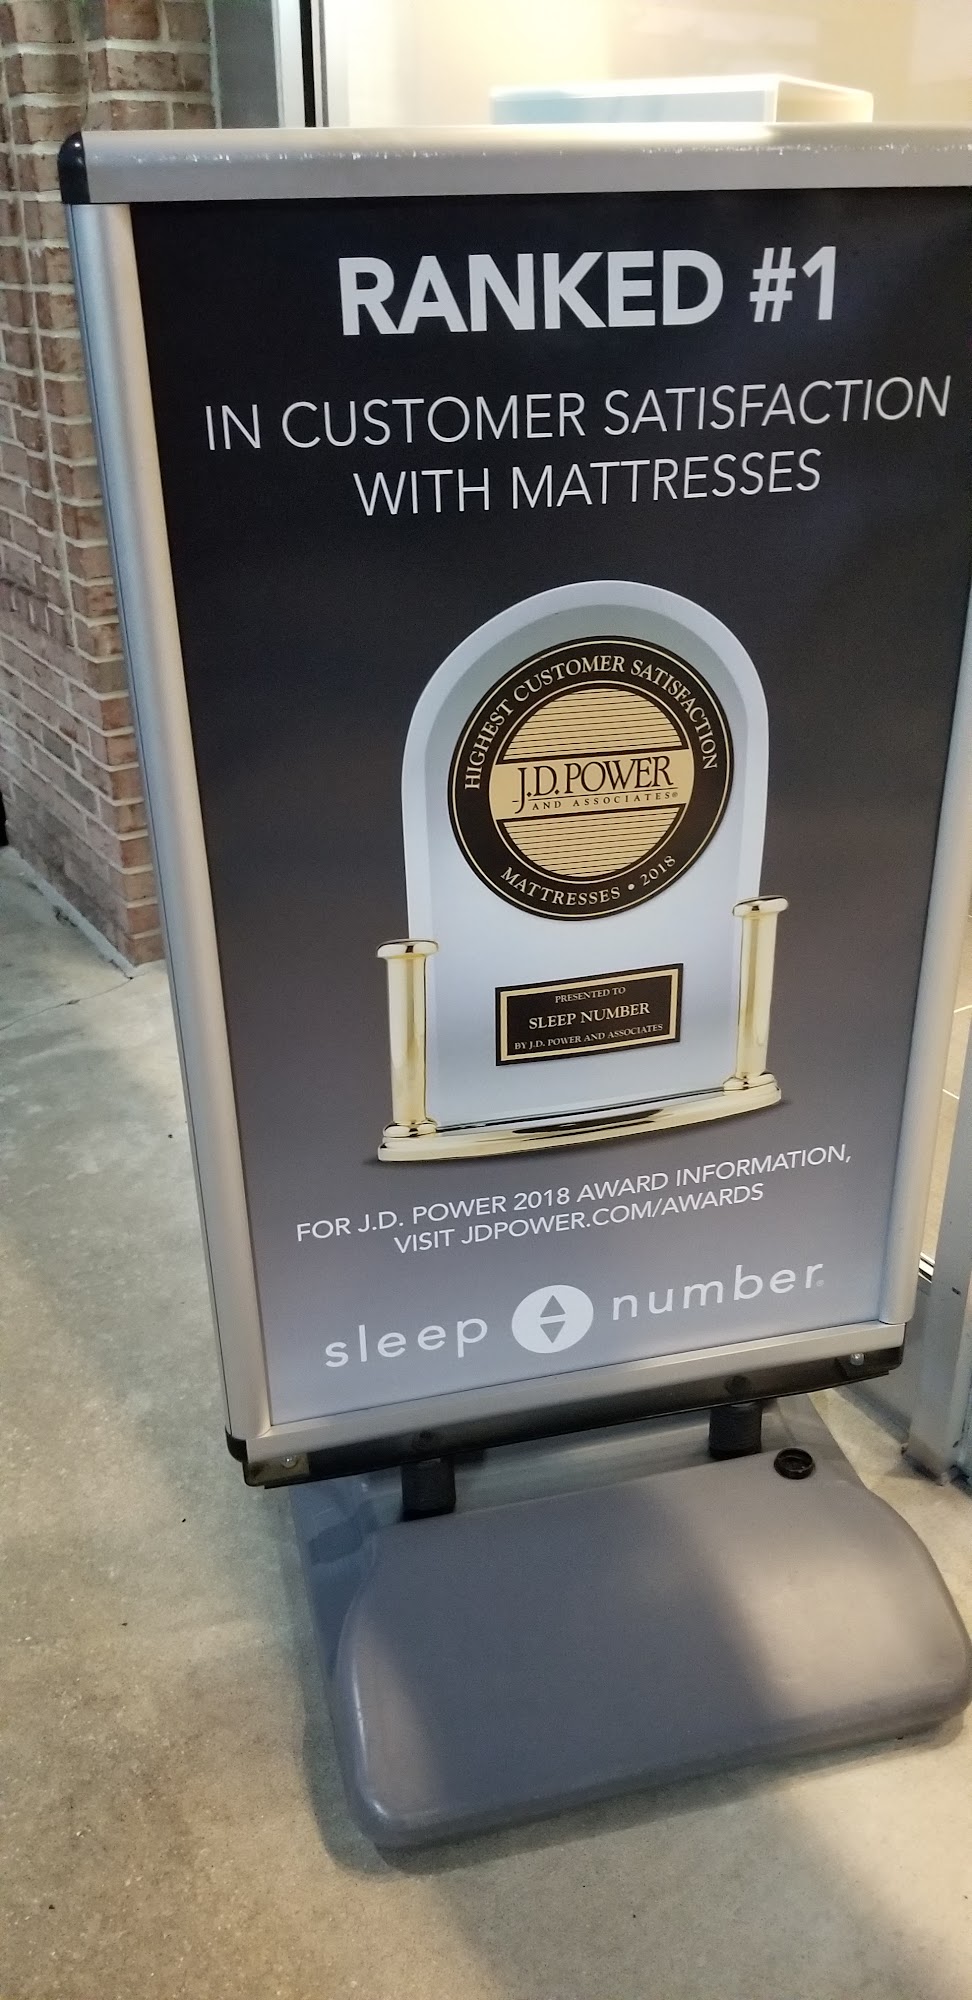 RANKED #1
IN CUSTOMER SATISFACTION
WITH MATTRESSES
HIGHEST CUSTOMER SATISFACTION
J.D. POWER
AND ASSOCIATES®
MATTRESSES • 2018
PRESENTED TO
SLEEP NUMBER
BY J.D. POWER AND ASSOCIATES
FOR J.D. POWER 2018 AWARD INFORMATION,
VISIT JDPOWER.COM/AWARDS
sleep number®